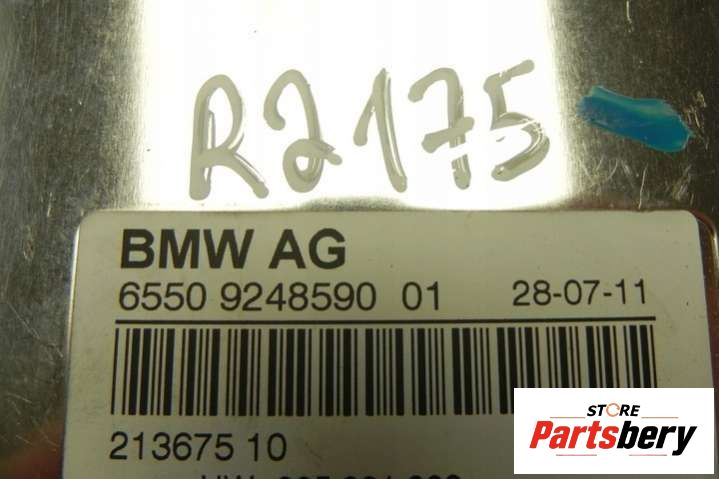 R2175
BMW AG
6550 9248590 01 28-07-11
213675 10
STORE
Partsbery